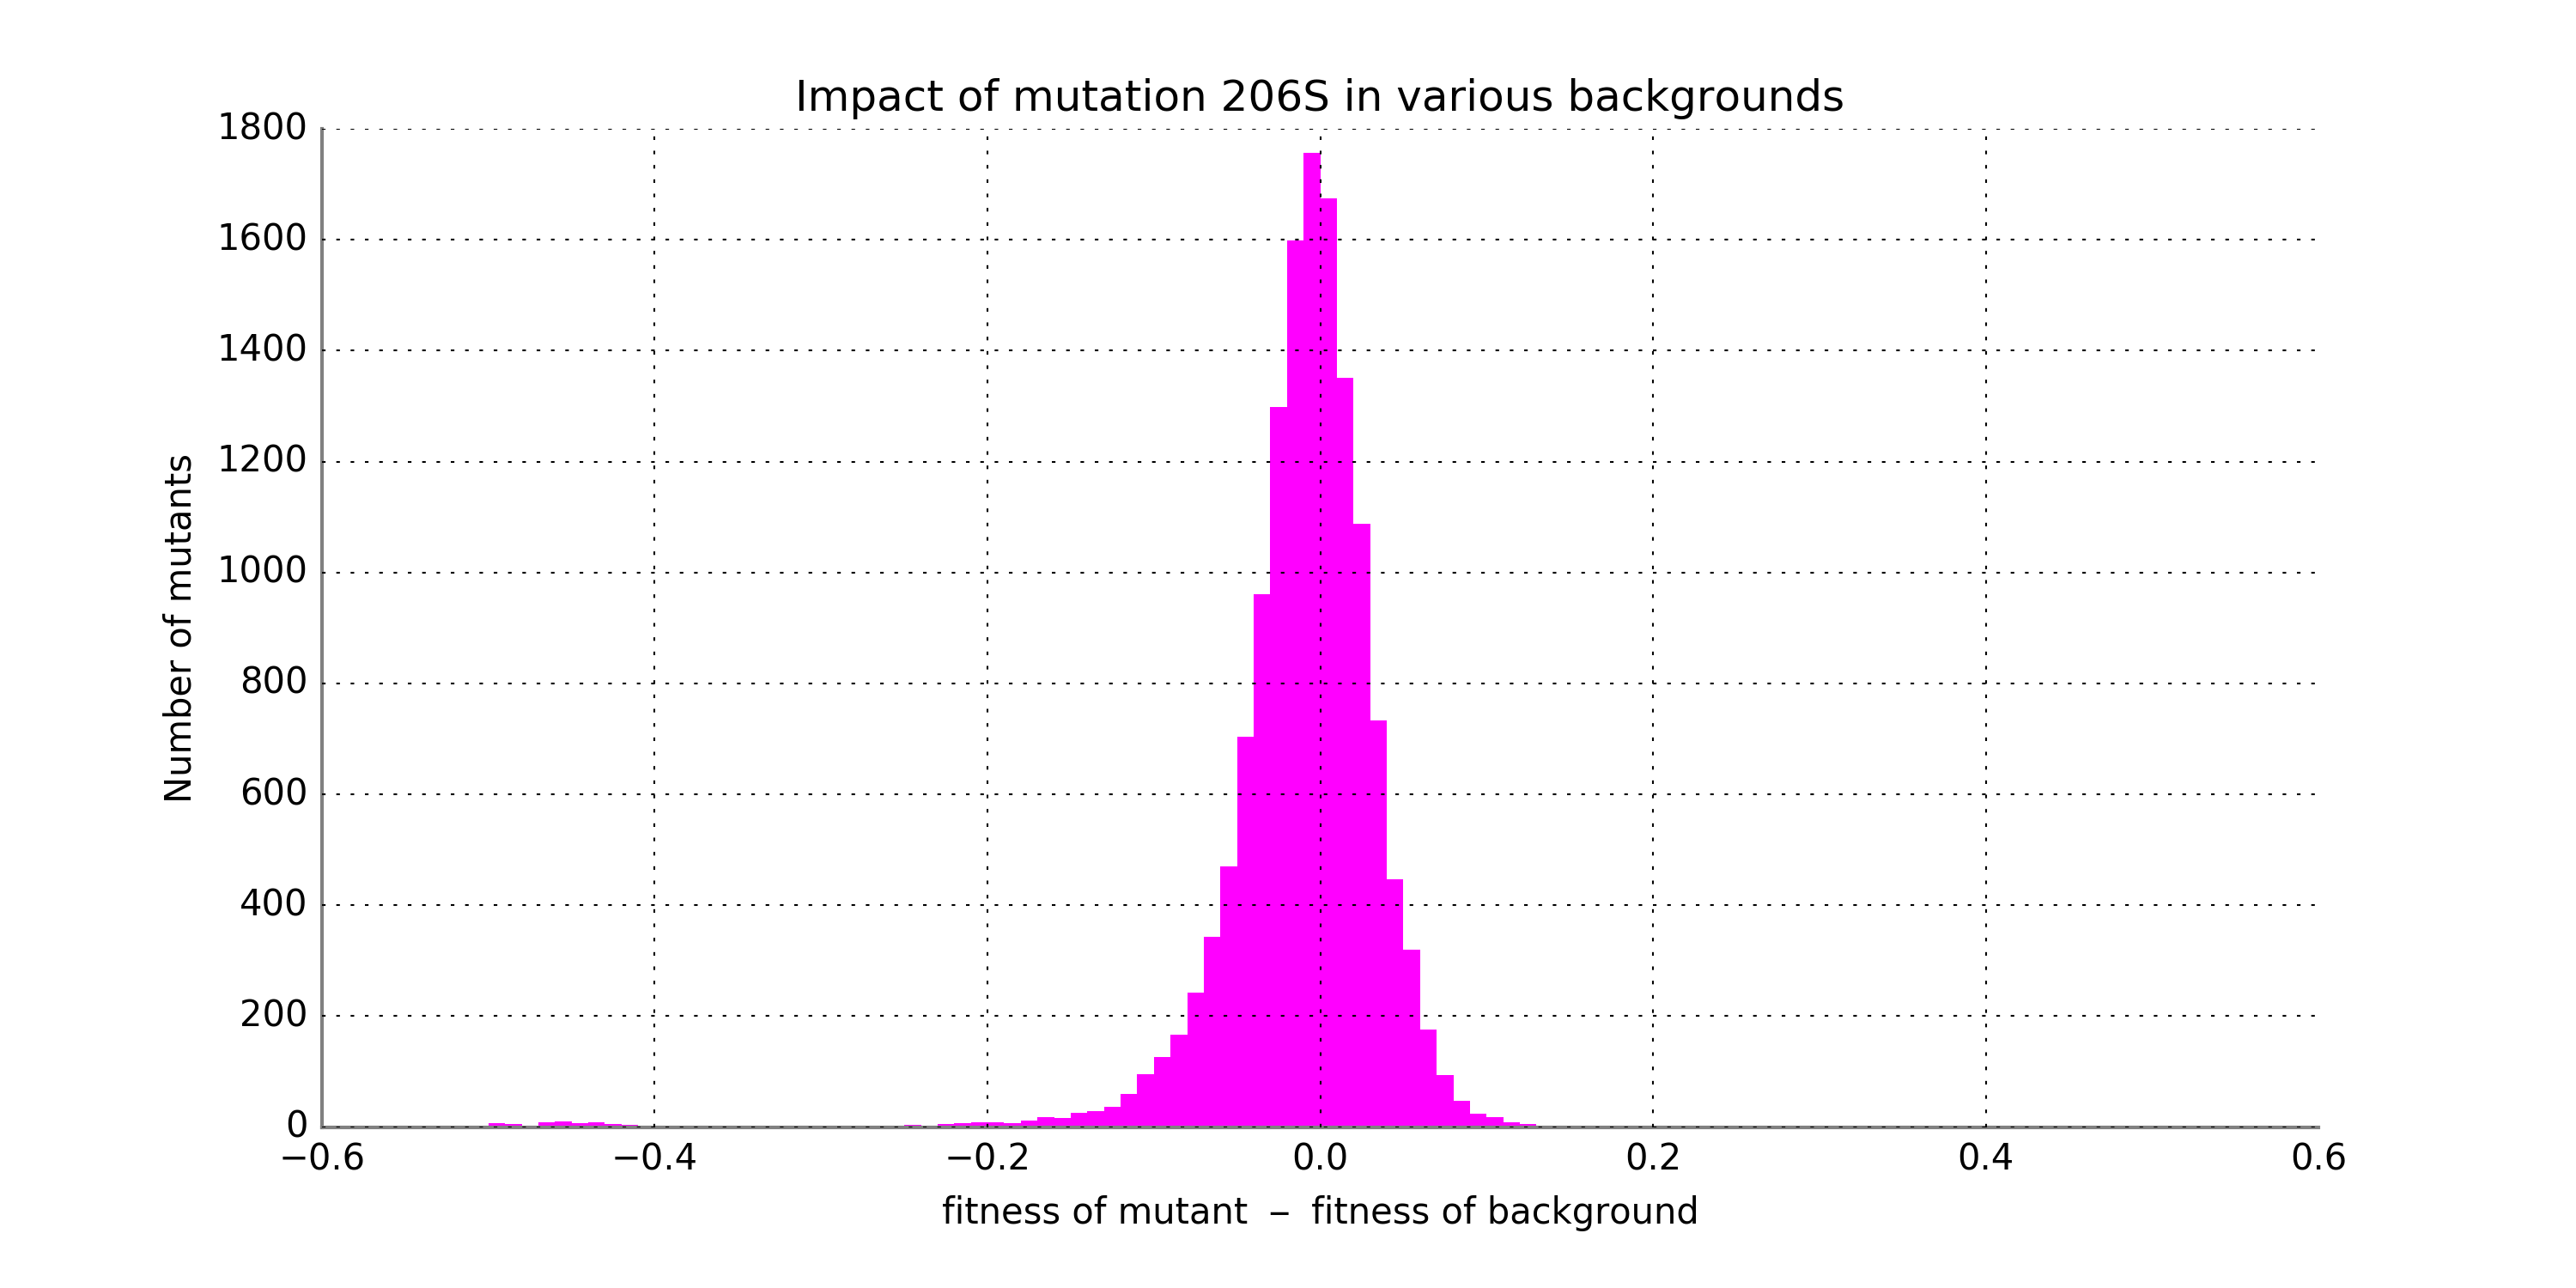 Impact of mutation 206S in various backgrounds
1800
1600
1400
1200
1000
800
600
400
200
0
Number of mutants
−0.6 −0.4 −0.2 0.0 0.2 0.4 0.6
fitness of mutant − fitness of background